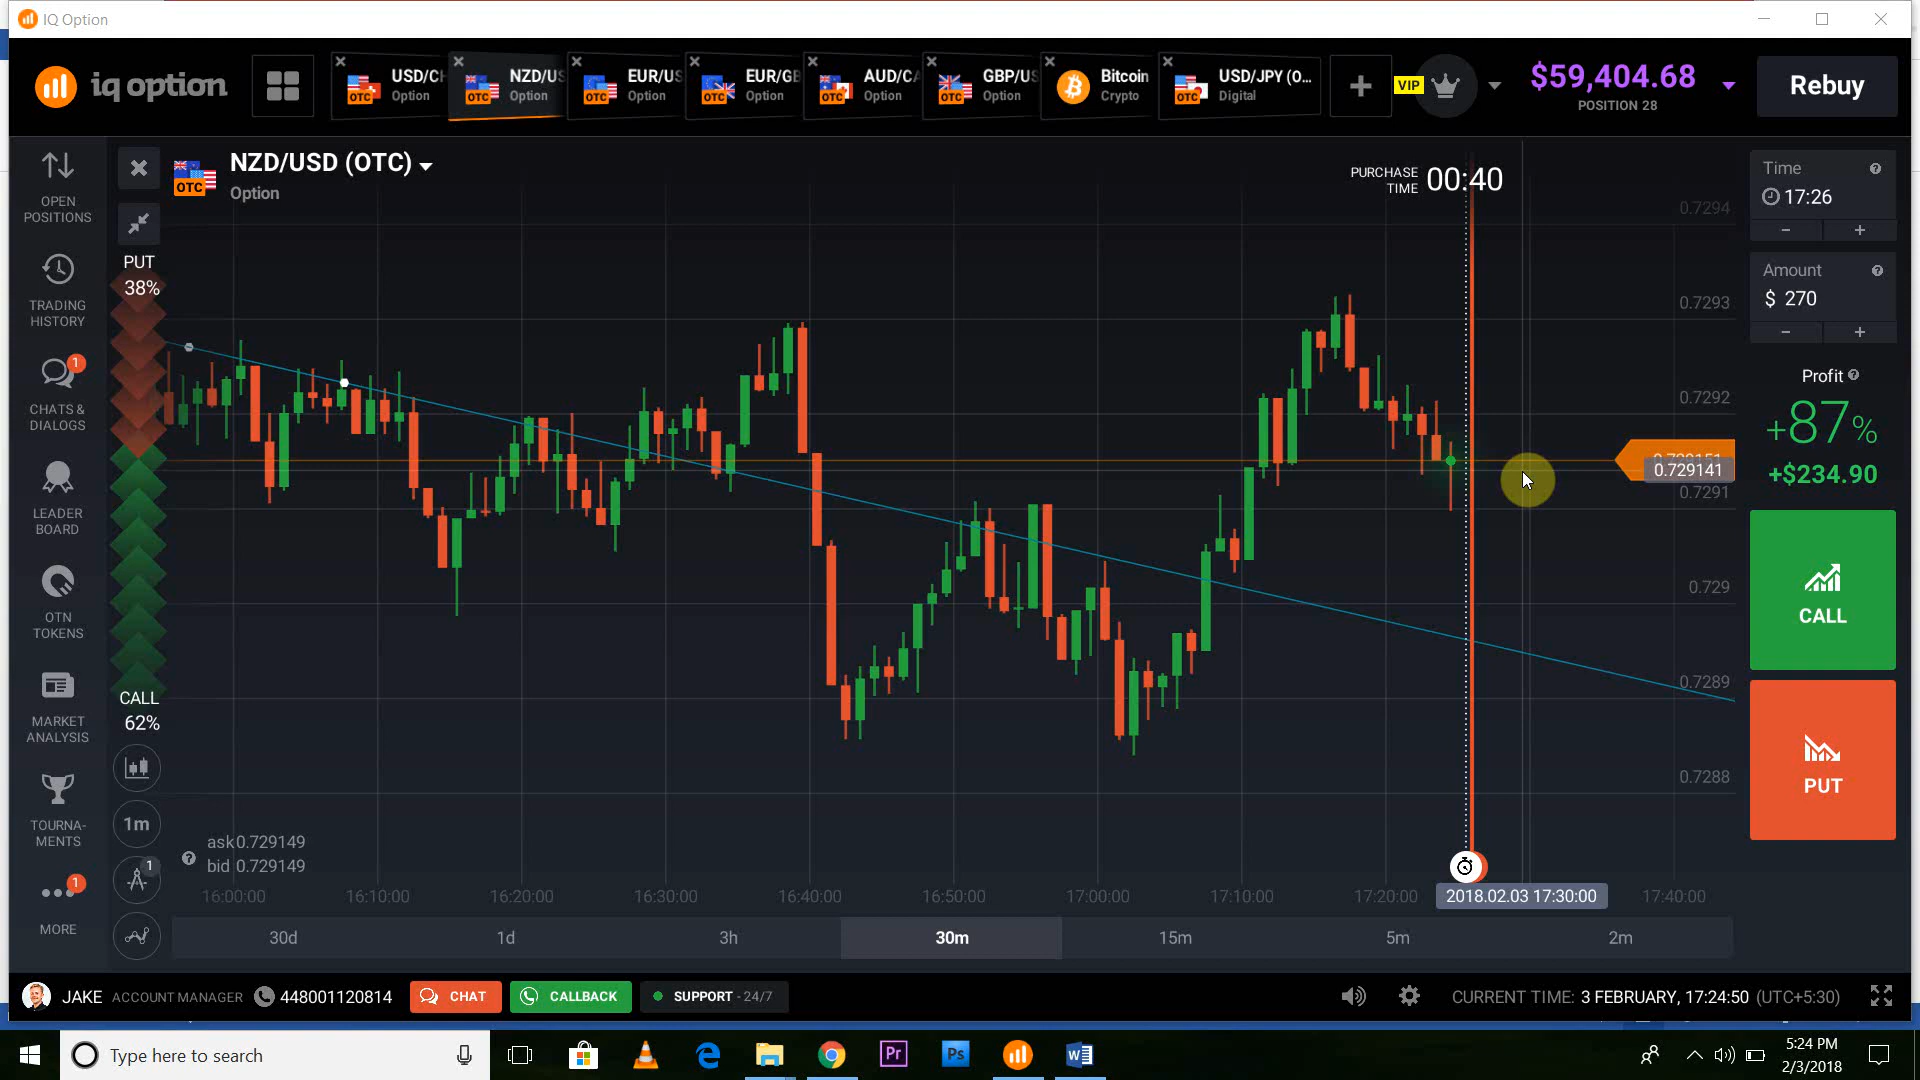 IQ Option
iq option
USD/CH
Option
OTC
NZD/US
Option
OTC
EUR/US
Option
OTC
EUR/GB
Option
OTC
AUD/CA
Option
OTC
GBP/US
Option
OTC
Bitcoin
Crypto
USD/JPY (O...
Digital
OTC
VIP
$59,404.68
POSITION 28
Rebuy
OPEN
POSITIONS
TRADING
HISTORY
1
CHATS &
DIALOGS
LEADER
BOARD
OTN
TOKENS
MARKET
ANALYSIS
TOURNA-
MENTS
1
MORE
NZD/USD (OTC)
OTC
Option
PUT
38%
CALL
62%
1m
1
PURCHASE
TIME
00:40
0.7294
0.7293
0.7292
0.729151
0.729141
0.7291
0.729
0.7289
0.7288
ask 0.729149
bid 0.729149
16:00:00
16:10:00
16:20:00
16:30:00
16:40:00
16:50:00
17:00:00
17:10:00
17:20:00
2018.02.03 17:30:00
17:40:00
30d
1d
3h
30m
15m
5m
2m
Time
17:26
Amount
$ 270
Profit
+87%
+$234.90
CALL
PUT
JAKE ACCOUNT MANAGER 448001120814
CHAT
CALLBACK
SUPPORT - 24/7
CURRENT TIME: 3 FEBRUARY, 17:24:50 (UTC+5:30)
Type here to search
Pr
Ps
5:24 PM
2/3/2018